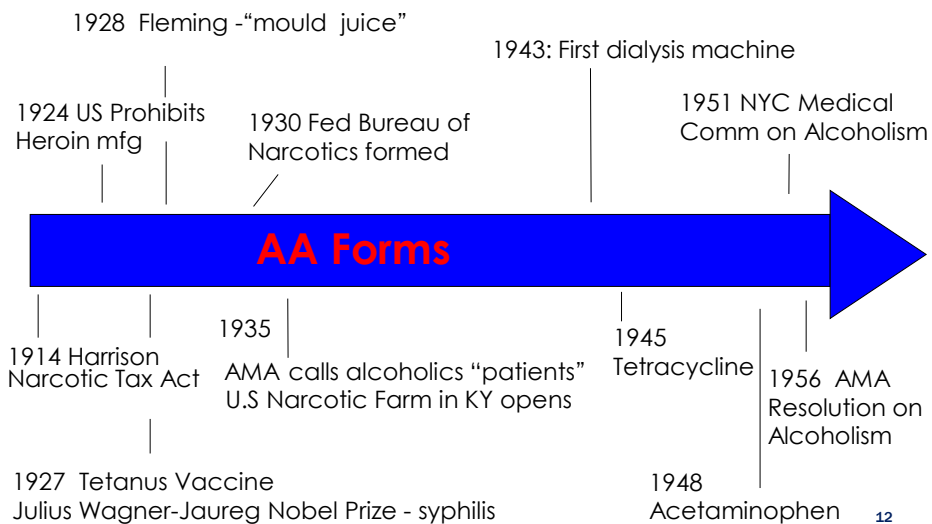 1928  Fleming -“mould  juice”
1943: First dialysis machine
1924 US Prohibits
Heroin mfg
1930 Fed Bureau of
Narcotics formed
1951 NYC Medical
Comm on Alcoholism
AA Forms
1914 Harrison
Narcotic Tax Act
1935
AMA calls alcoholics “patients”
U.S Narcotic Farm in KY opens
1945
Tetracycline
1956  AMA
Resolution on
Alcoholism
1927  Tetanus Vaccine
Julius Wagner-Jaureg Nobel Prize - syphilis
1948
Acetaminophen
12